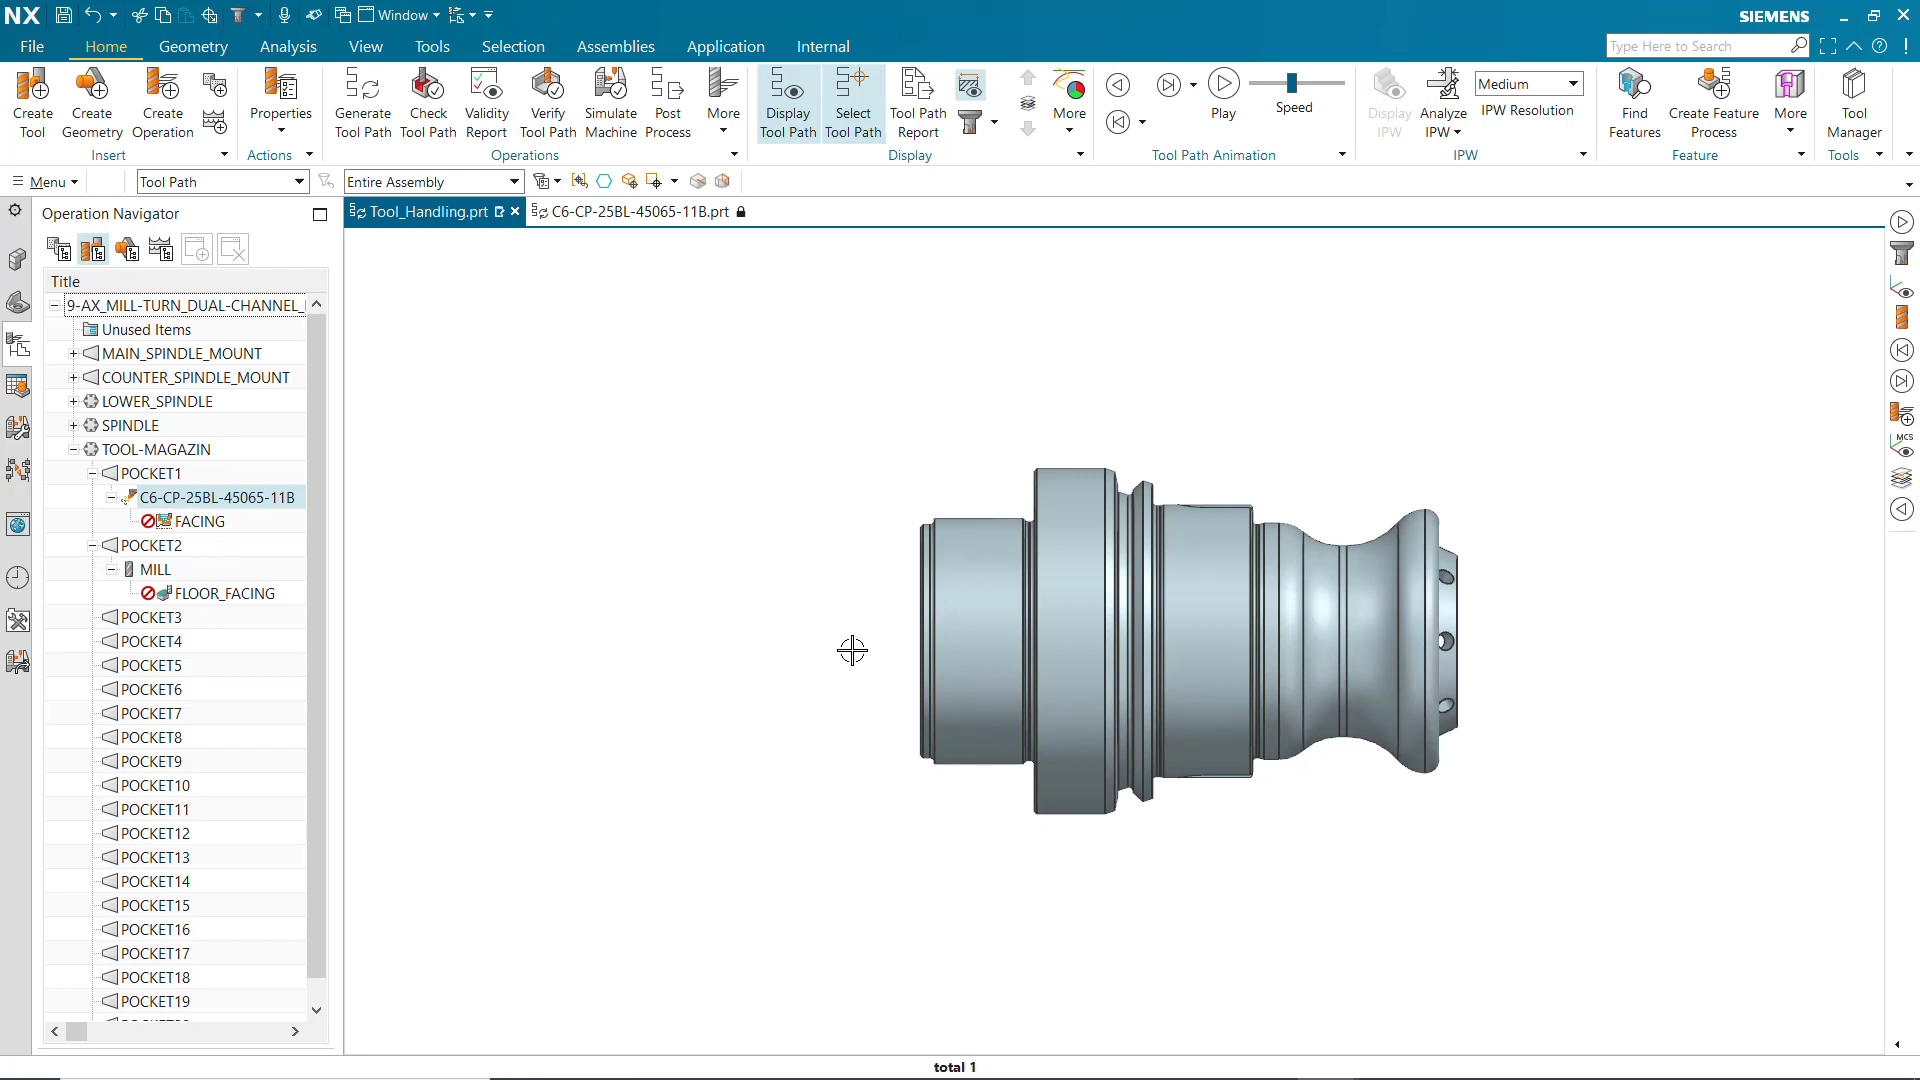 NX
Window
SIEMENS
File
Home
Geometry
Analysis
View
Tools
Selection
Assemblies
Application
Internal
Type Here to Search
Create Tool
Create Geometry
Create Operation
Insert
Properties
Actions
Generate Tool Path
Check Tool Path
Validity Report
Verify Tool Path
Simulate Machine
Post Process
More
Operations
Display Tool Path
Select Tool Path
Tool Path Report
More
Display
Play
Speed
Tool Path Animation
Display IPW
Analyze IPW
Medium
IPW Resolution
IPW
Find Features
Create Feature Process
More
Feature
Tool Manager
Tools
Menu
Tool Path
Entire Assembly
Operation Navigator
Tool_Handling.prt
C6-CP-25BL-45065-11B.prt
Title
9-AX_MILL-TURN_DUAL-CHANNEL_
Unused Items
MAIN_SPINDLE_MOUNT
COUNTER_SPINDLE_MOUNT
LOWER_SPINDLE
SPINDLE
TOOL-MAGAZIN
POCKET1
C6-CP-25BL-45065-11B
FACING
POCKET2
MILL
FLOOR_FACING
POCKET3
POCKET4
POCKET5
POCKET6
POCKET7
POCKET8
POCKET9
POCKET10
POCKET11
POCKET12
POCKET13
POCKET14
POCKET15
POCKET16
POCKET17
POCKET18
POCKET19
MCS
total 1